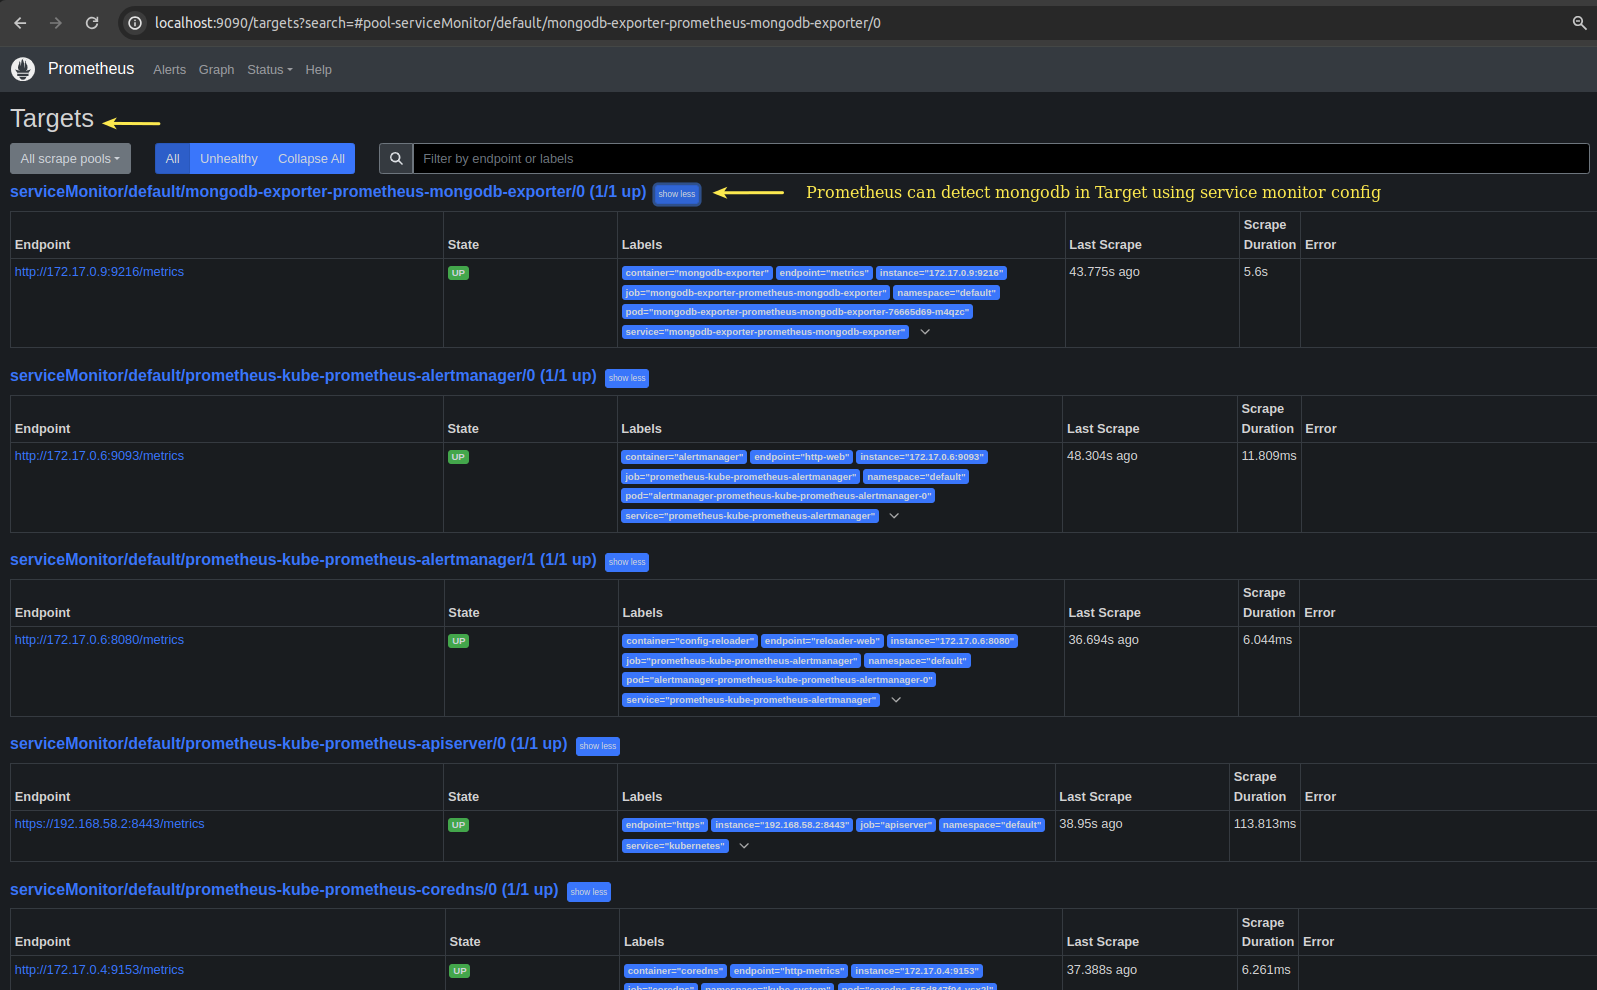 localhost:9090/targets?search=#pool-serviceMonitor/default/mongodb-exporter-prometheus-mongodb-exporter/0
Prometheus Alerts Graph Status Help
Targets
All scrape pools All Unhealthy Collapse All Filter by endpoint or labels
serviceMonitor/default/mongodb-exporter-prometheus-mongodb-exporter/0 (1/1 up) show less Prometheus can detect mongodb in Target using service monitor config
Endpoint State Labels Last Scrape Scrape Duration Error
http://172.17.0.9:9216/metrics UP container="mongodb-exporter" endpoint="metrics" instance="172.17.0.9:9216" 43.775s ago 5.6s
job="mongodb-exporter-prometheus-mongodb-exporter" namespace="default"
pod="mongodb-exporter-prometheus-mongodb-exporter-76665d69-m4qzc"
service="mongodb-exporter-prometheus-mongodb-exporter"
serviceMonitor/default/prometheus-kube-prometheus-alertmanager/0 (1/1 up) show less
Endpoint State Labels Last Scrape Scrape Duration Error
http://172.17.0.6:9093/metrics UP container="alertmanager" endpoint="http-web" instance="172.17.0.6:9093" 48.304s ago 11.809ms
job="prometheus-kube-prometheus-alertmanager" namespace="default"
pod="alertmanager-prometheus-kube-prometheus-alertmanager-0"
service="prometheus-kube-prometheus-alertmanager"
serviceMonitor/default/prometheus-kube-prometheus-alertmanager/1 (1/1 up) show less
Endpoint State Labels Last Scrape Scrape Duration Error
http://172.17.0.6:8080/metrics UP container="config-reloader" endpoint="reloader-web" instance="172.17.0.6:8080" 36.694s ago 6.044ms
job="prometheus-kube-prometheus-alertmanager" namespace="default"
pod="alertmanager-prometheus-kube-prometheus-alertmanager-0"
service="prometheus-kube-prometheus-alertmanager"
serviceMonitor/default/prometheus-kube-prometheus-apiserver/0 (1/1 up) show less
Endpoint State Labels Last Scrape Scrape Duration Error
https://192.168.58.2:8443/metrics UP endpoint="https" instance="192.168.58.2:8443" job="apiserver" namespace="default" 38.95s ago 113.813ms
service="kubernetes"
serviceMonitor/default/prometheus-kube-prometheus-coredns/0 (1/1 up) show less
Endpoint State Labels Last Scrape Scrape Duration Error
http://172.17.0.4:9153/metrics UP container="coredns" endpoint="http-metrics" instance="172.17.0.4:9153" 37.388s ago 6.261ms
job="coredns" namespace="kube-system"